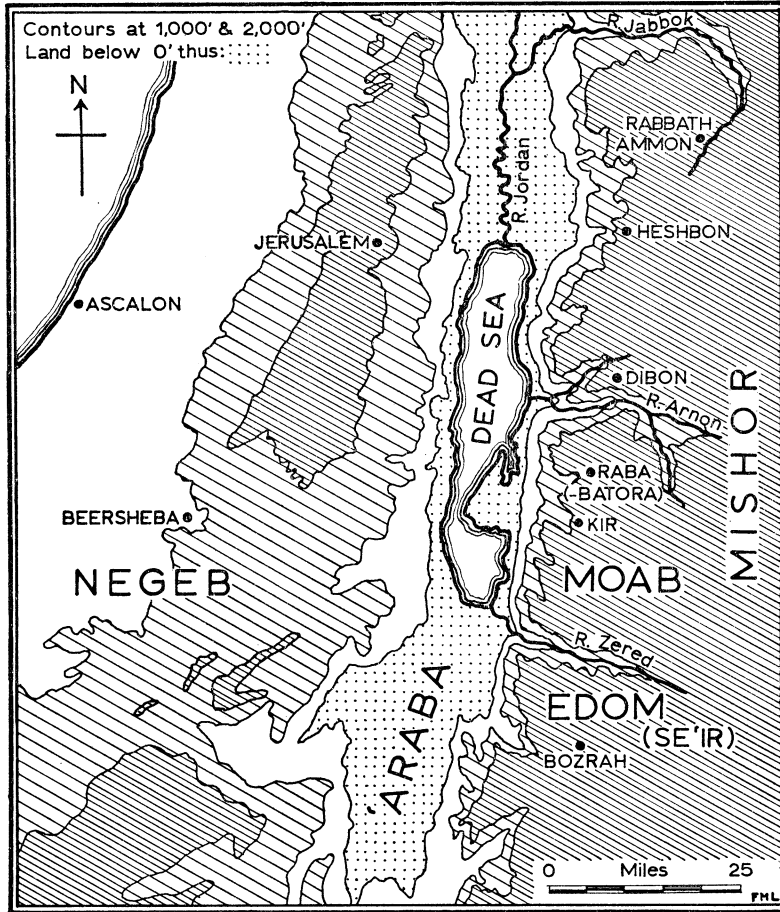 Contours at 1,000' & 2,000'
Land below 0' thus:
N
R. Jabbok
RABBATH
AMMON
R. Jordan
JERUSALEM
HESHBON
ASCALON
DEAD SEA
DIBON
R. Arnon
MISHOR
RABA
(-BATORA)
BEERSHEBA
KIR
NEGEB
MOAB
R. Zered
'ARABA
EDOM
(SE'IR)
BOZRAH
0 Miles 25
FML